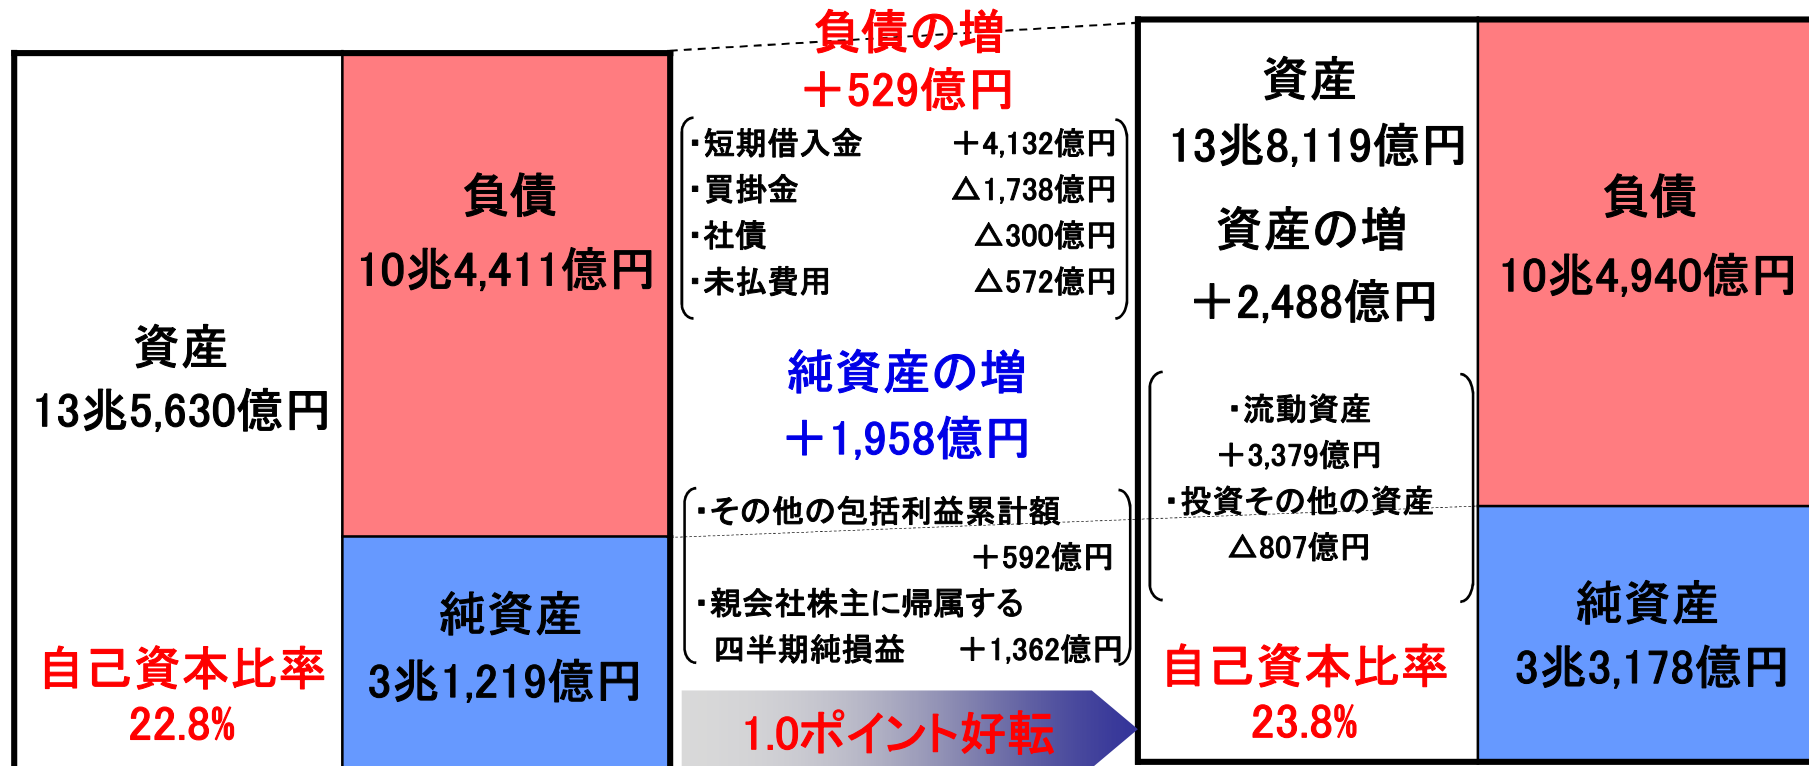 資産
13兆5,630億円
自己資本比率
22.8%
負債
10兆4,411億円
純資産
3兆1,219億円
負債の増
＋529億円
・短期借入金 ＋4,132億円
・買掛金 △1,738億円
・社債 △300億円
・未払費用 △572億円
純資産の増
＋1,958億円
・その他の包括利益累計額
＋592億円
・親会社株主に帰属する
四半期純損益 ＋1,362億円
1.0ポイント好転
資産
13兆8,119億円
資産の増
＋2,488億円
・流動資産
＋3,379億円
・投資その他の資産
△807億円
自己資本比率
23.8%
負債
10兆4,940億円
純資産
3兆3,178億円